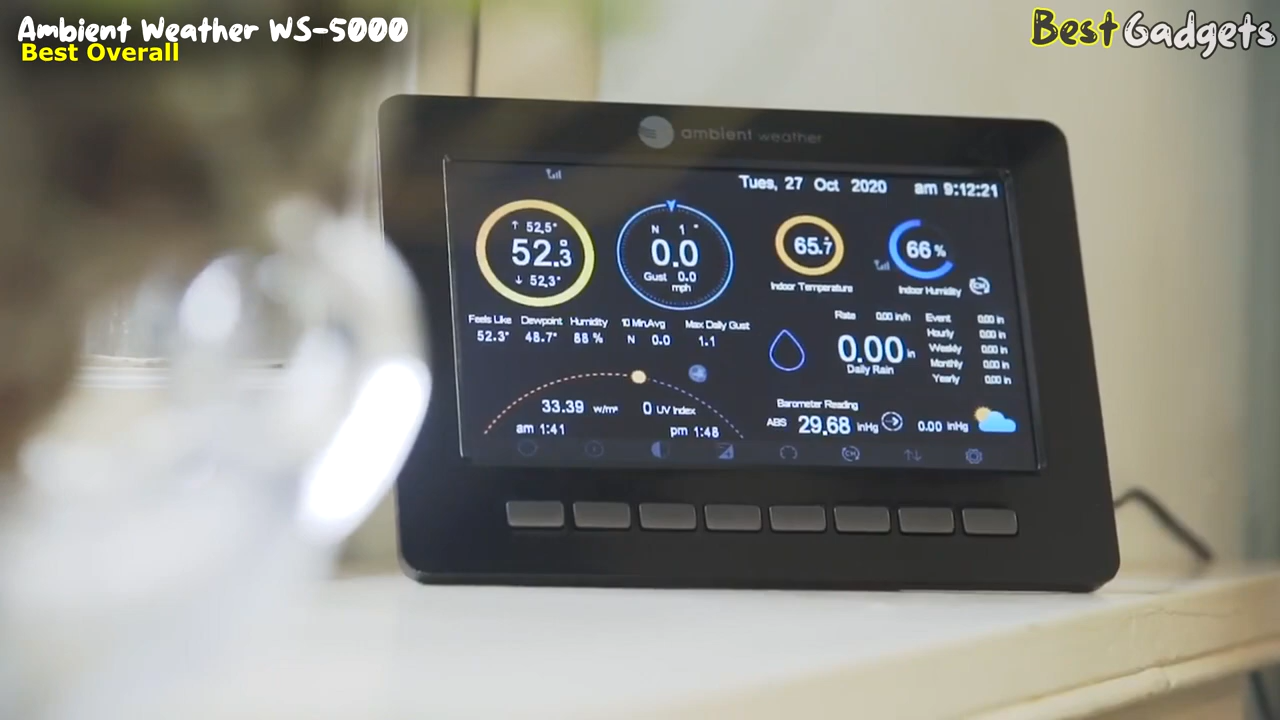 Ambient Weather WS-5000
Best Overall
BestGadgets
ambient weather
Tues, 27 Oct 2020 am 9:12:21
↑ 52.5°
52.3°
↓ 52.3°
N 1 °
0.0
Gust 0.0
mph
65.7°
Indoor Temperature
66 %
Indoor Humidity
Feels Like Dewpoint Humidity
52.3° 48.7° 88 %
10 Min.Avg Max Daily Gust
N 0.0 1.1
Rate 0.00 in/h
0.00 in
Daily Rain
Event 0.00 in
Hourly 0.00 in
Weekly 0.00 in
Monthly 0.00 in
Yearly 0.00 in
33.39 w/m² 0 UV Index
am 1:41 pm 1:48
Barometer Reading
ABS 29.68 inHg 0.00 inHg